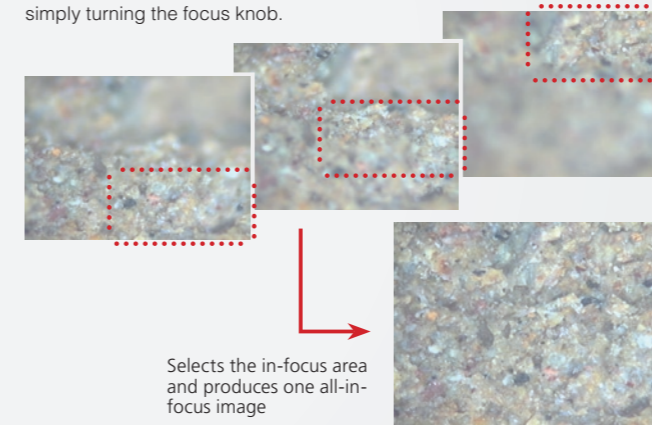 simply turning the focus knob.
Selects the in-focus area
and produces one all-in-
focus image